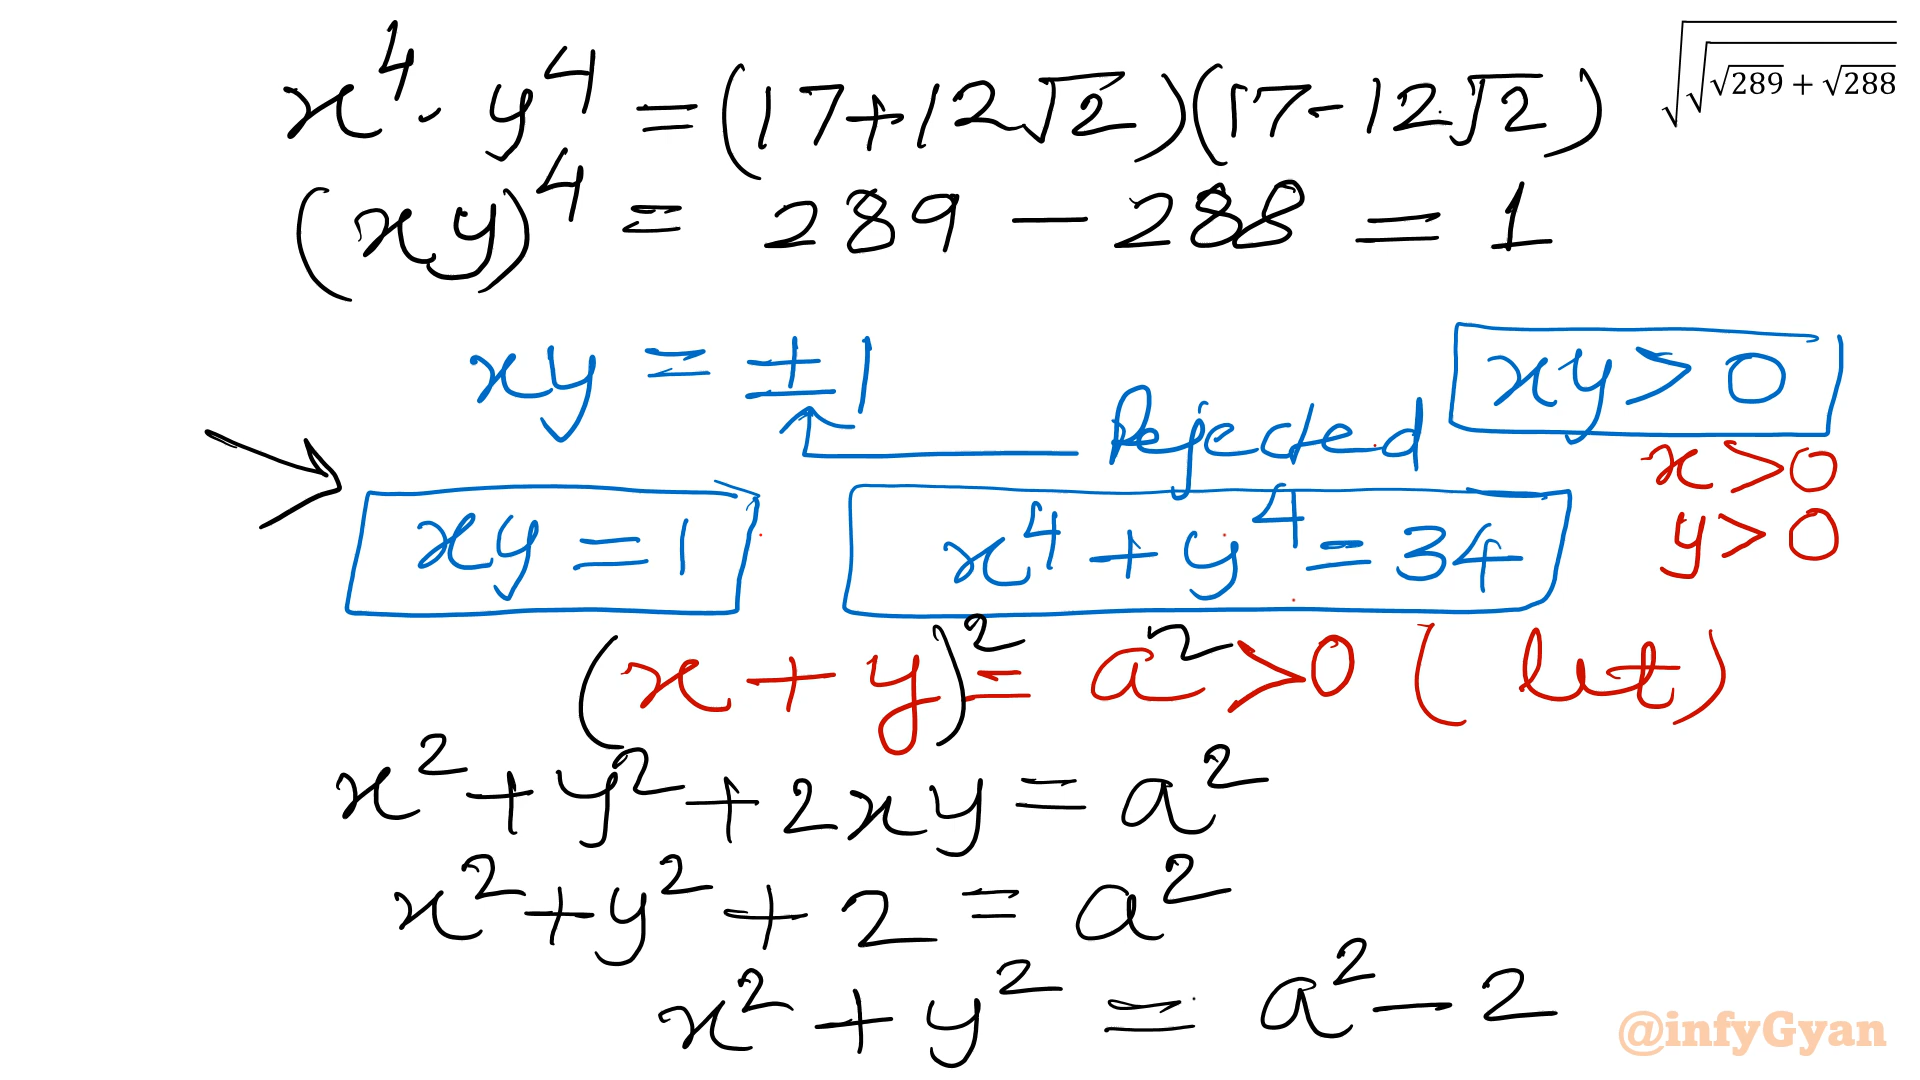 x⁴ · y⁴ = (17+12√2)(17-12√2)
√(√(√289 + √288))
(xy)⁴ = 289 - 288 = 1
xy = ±1
xy > 0
Rejected
x > 0
xy = 1
x⁴ + y⁴ = 34
y > 0
(x + y)² = a² > 0 (let)
x² + y² + 2xy = a²
x² + y² + 2 = a²
x² + y² = a² - 2
@infyGyan